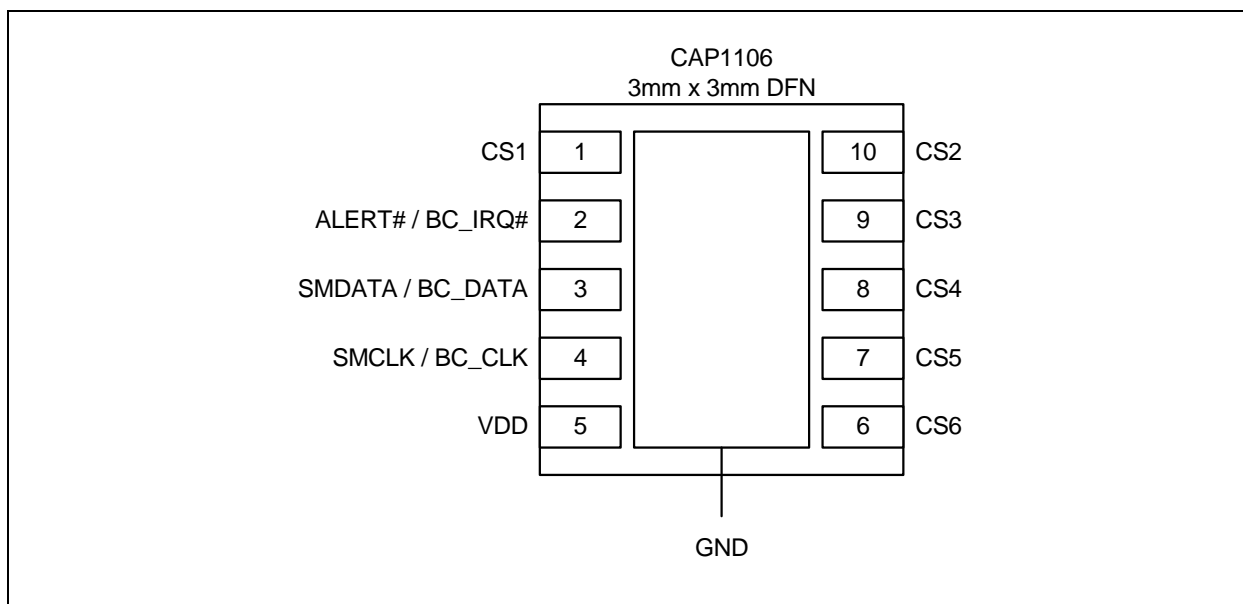 CAP1106
3mm x 3mm DFN
CS1 1 10 CS2
ALERT# / BC_IRQ# 2 9 CS3
SMDATA / BC_DATA 3 8 CS4
SMCLK / BC_CLK 4 7 CS5
VDD 5 6 CS6
GND